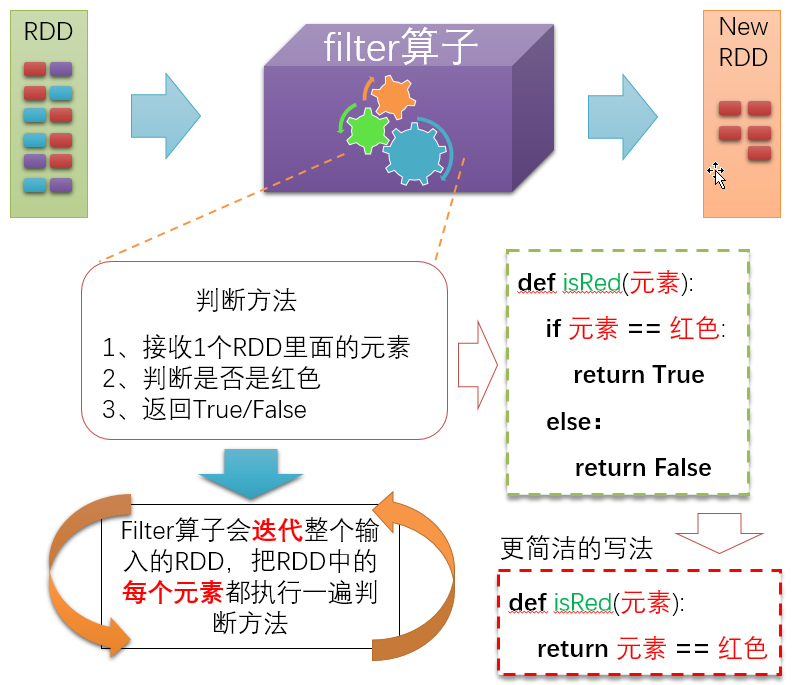 RDD
filter算子
New
RDD
判断方法
1、接收1个RDD里面的元素
2、判断是否是红色
3、返回True/False
def isRed(元素):
if 元素 == 红色:
return True
else：
return False
Filter算子会迭代整个输
入的RDD，把RDD中的
每个元素都执行一遍判
断方法
更简洁的写法
def isRed(元素):
return 元素 == 红色